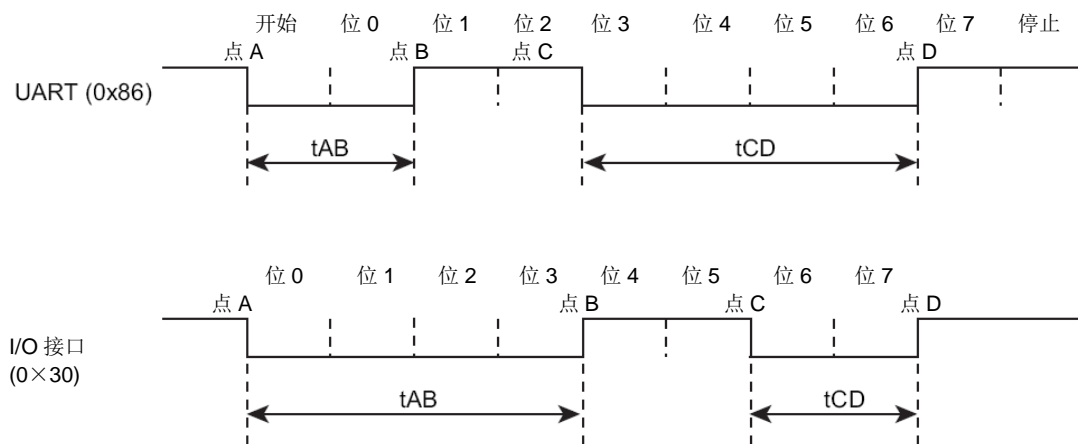 开始 位 0 位 1 位 2 位 3 位 4 位 5 位 6 位 7 停止
点 A 点 B 点 C 点 D
UART (0x86)
tAB tCD
位 0 位 1 位 2 位 3 位 4 位 5 位 6 位 7
点 A 点 B 点 C 点 D
I/O 接口
(0×30)
tAB tCD